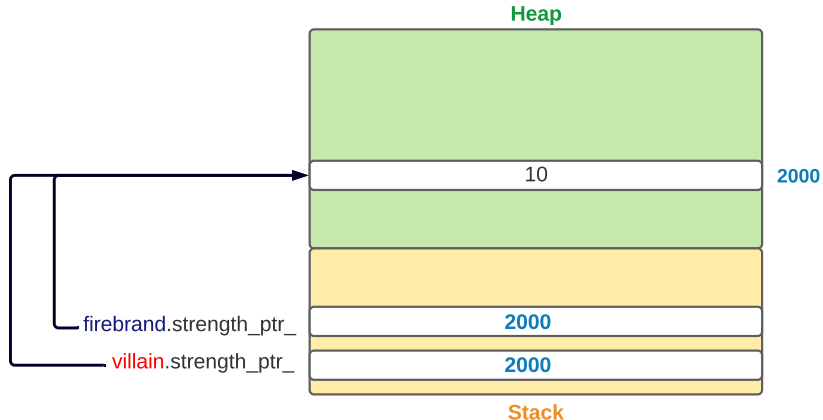 Heap
10
2000
firebrand.strength_ptr_
2000
villain.strength_ptr_
2000
Stack